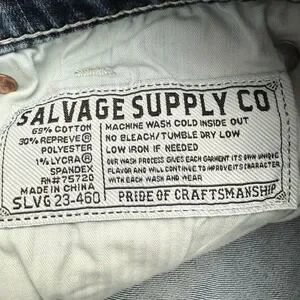 SALVAGE SUPPLY CO
69% COTTON
30% REPREVE®
POLYESTER
1% LYCRA®
SPANDEX
RN# 75720
MADE IN CHINA
SLVG 23-460
MACHINE WASH COLD INSIDE OUT
NO BLEACH/TUMBLE DRY LOW
LOW IRON IF NEEDED
OUR WASH PROCESS GIVES EACH GARMENT ITS OWN UNIQUE
FLAVOR AND WILL CONTINUE TO IMPROVE ITS CHARACTER
WITH EACH WASH AND WEAR
PRIDE OF CRAFTSMANSHIP